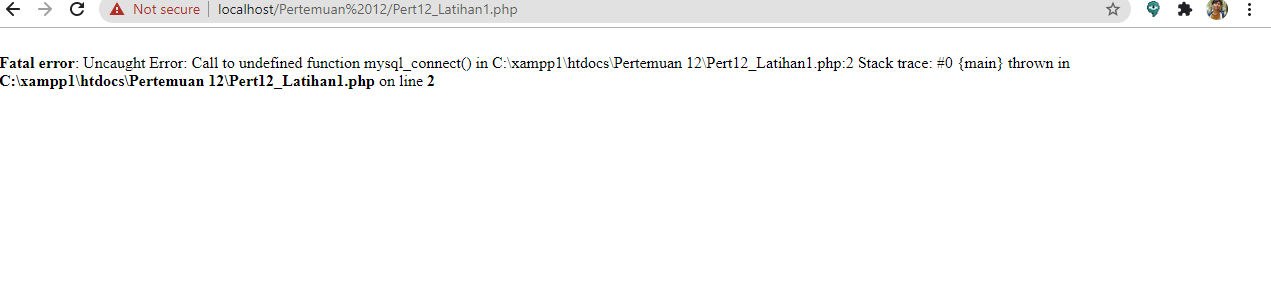 Not secure | localhost/Pertemuan%2012/Pert12_Latihan1.php
Fatal error: Uncaught Error: Call to undefined function mysql_connect() in C:\xampp1\htdocs\Pertemuan 12\Pert12_Latihan1.php:2 Stack trace: #0 {main} thrown in
C:\xampp1\htdocs\Pertemuan 12\Pert12_Latihan1.php on line 2